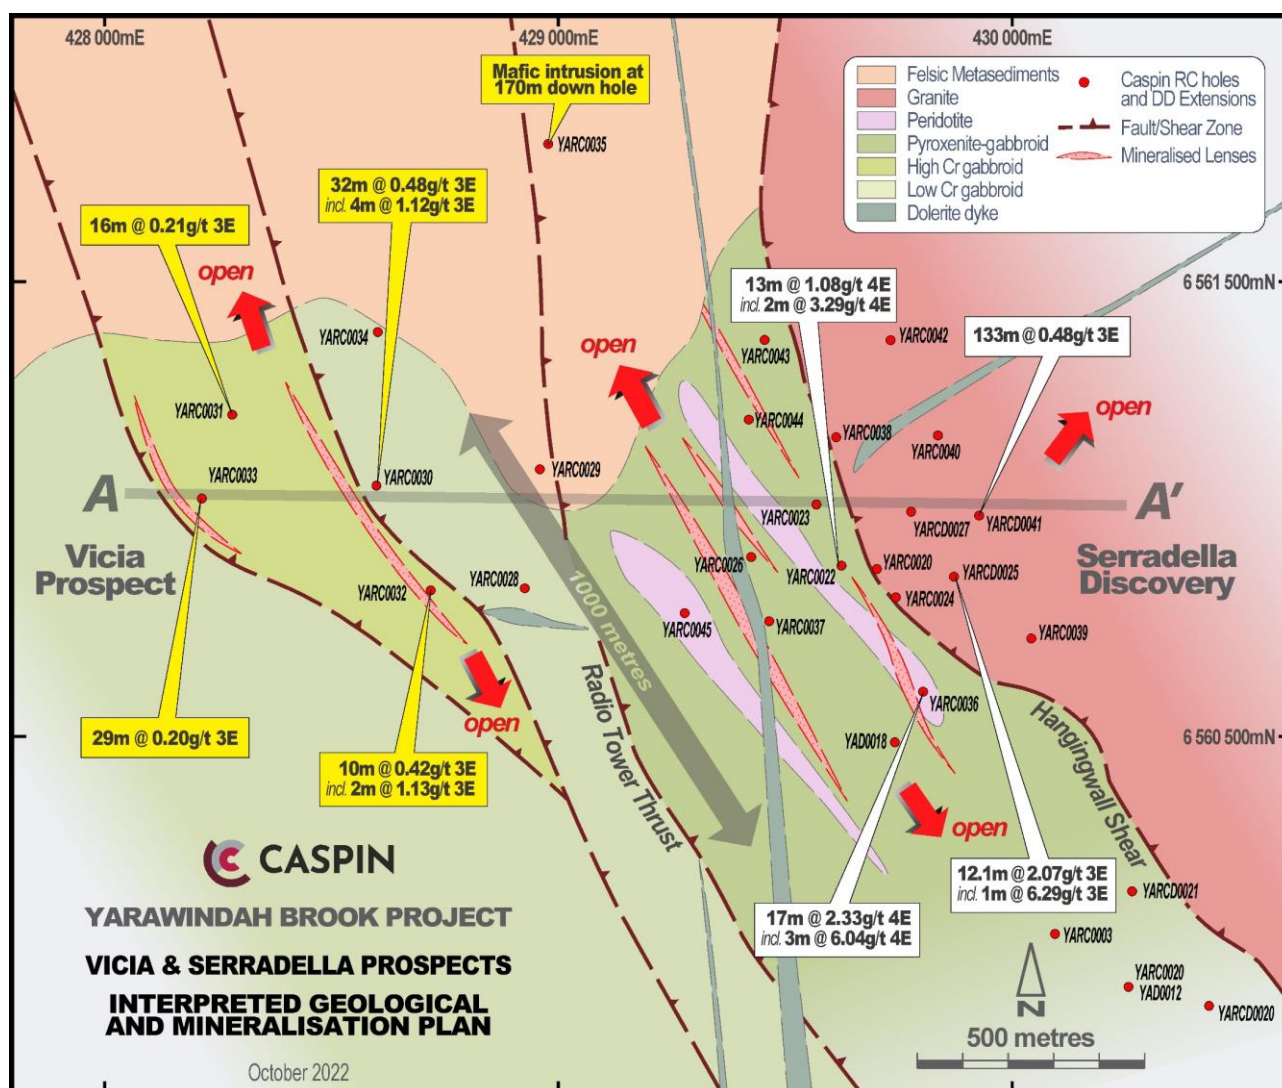 428 000mE
429 000mE
430 000mE
Mafic intrusion at
170m down hole
Felsic Metasediments
Granite
Peridotite
Pyroxenite-gabbroid
High Cr gabbroid
Low Cr gabbroid
Dolerite dyke
Caspin RC holes
and DD Extensions
Fault/Shear Zone
Mineralised Lenses
YARC0035
32m @ 0.48g/t 3E
incl. 4m @ 1.12g/t 3E
16m @ 0.21g/t 3E
open
13m @ 1.08g/t 4E
incl. 2m @ 3.29g/t 4E
6 561 500mN
YARC0034
open
YARC0043
YARC0042
133m @ 0.48g/t 3E
YARC0031
YARC0044
YARC0038
YARC0040
open
YARC0033
YARC0030
YARC0029
A
A'
YARC0023
YARCD0027
YARCD0041
Vicia
Prospect
Serradella
Discovery
YARC0032
YARC0028
YARC0026
YARC0022
YARC0020
YARCD0025
YARC0024
1000 metres
YARC0045
YARC0037
YARC0039
Radio Tower Thrust
YARC0036
Hangingwall Shear
29m @ 0.20g/t 3E
open
YAD0018
6 560 500mN
10m @ 0.42g/t 3E
incl. 2m @ 1.13g/t 3E
open
CASPIN
12.1m @ 2.07g/t 3E
incl. 1m @ 6.29g/t 3E
YARCD0021
17m @ 2.33g/t 4E
incl. 3m @ 6.04g/t 4E
YARC0003
YARAWINDAH BROOK PROJECT
VICIA & SERRADELLA PROSPECTS
INTERPRETED GEOLOGICAL
AND MINERALISATION PLAN
YARC0020
YAD0012
YARCD0020
N
500 metres
October 2022